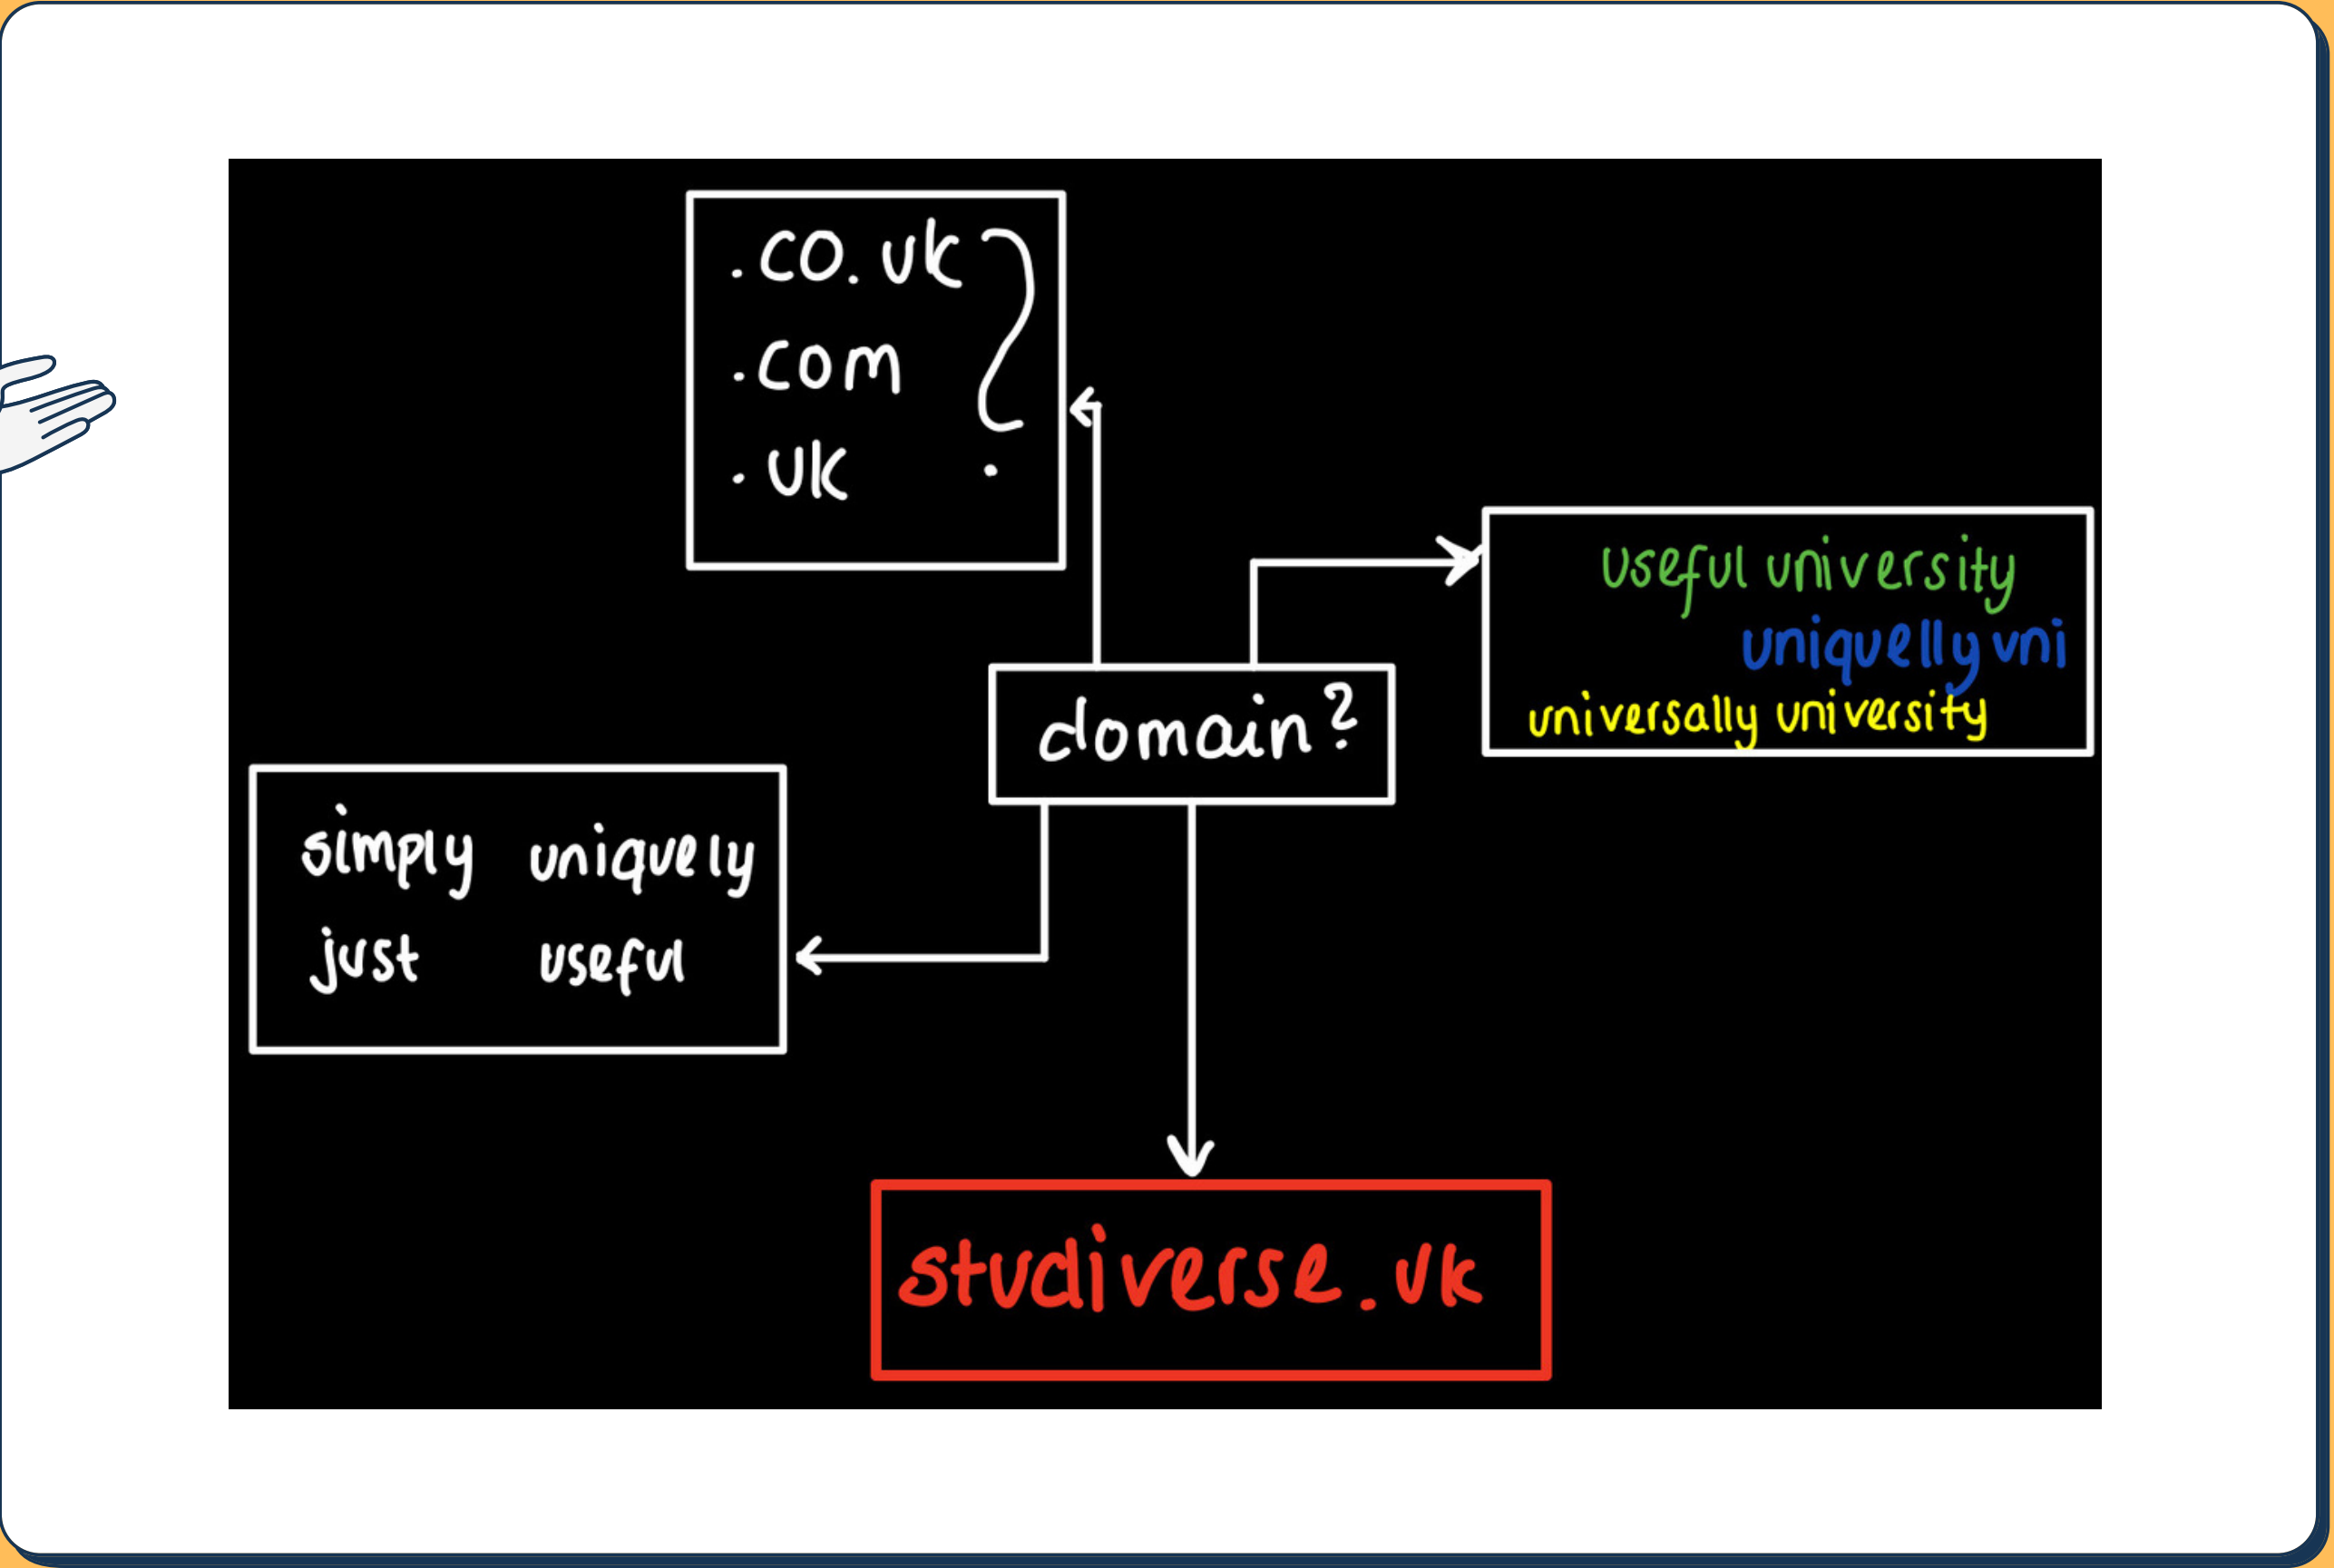 .co.uk
.com
.uk
?
useful university
uniquelly uni
universally university
domain?
simply uniquely
just useful
studiverse.uk